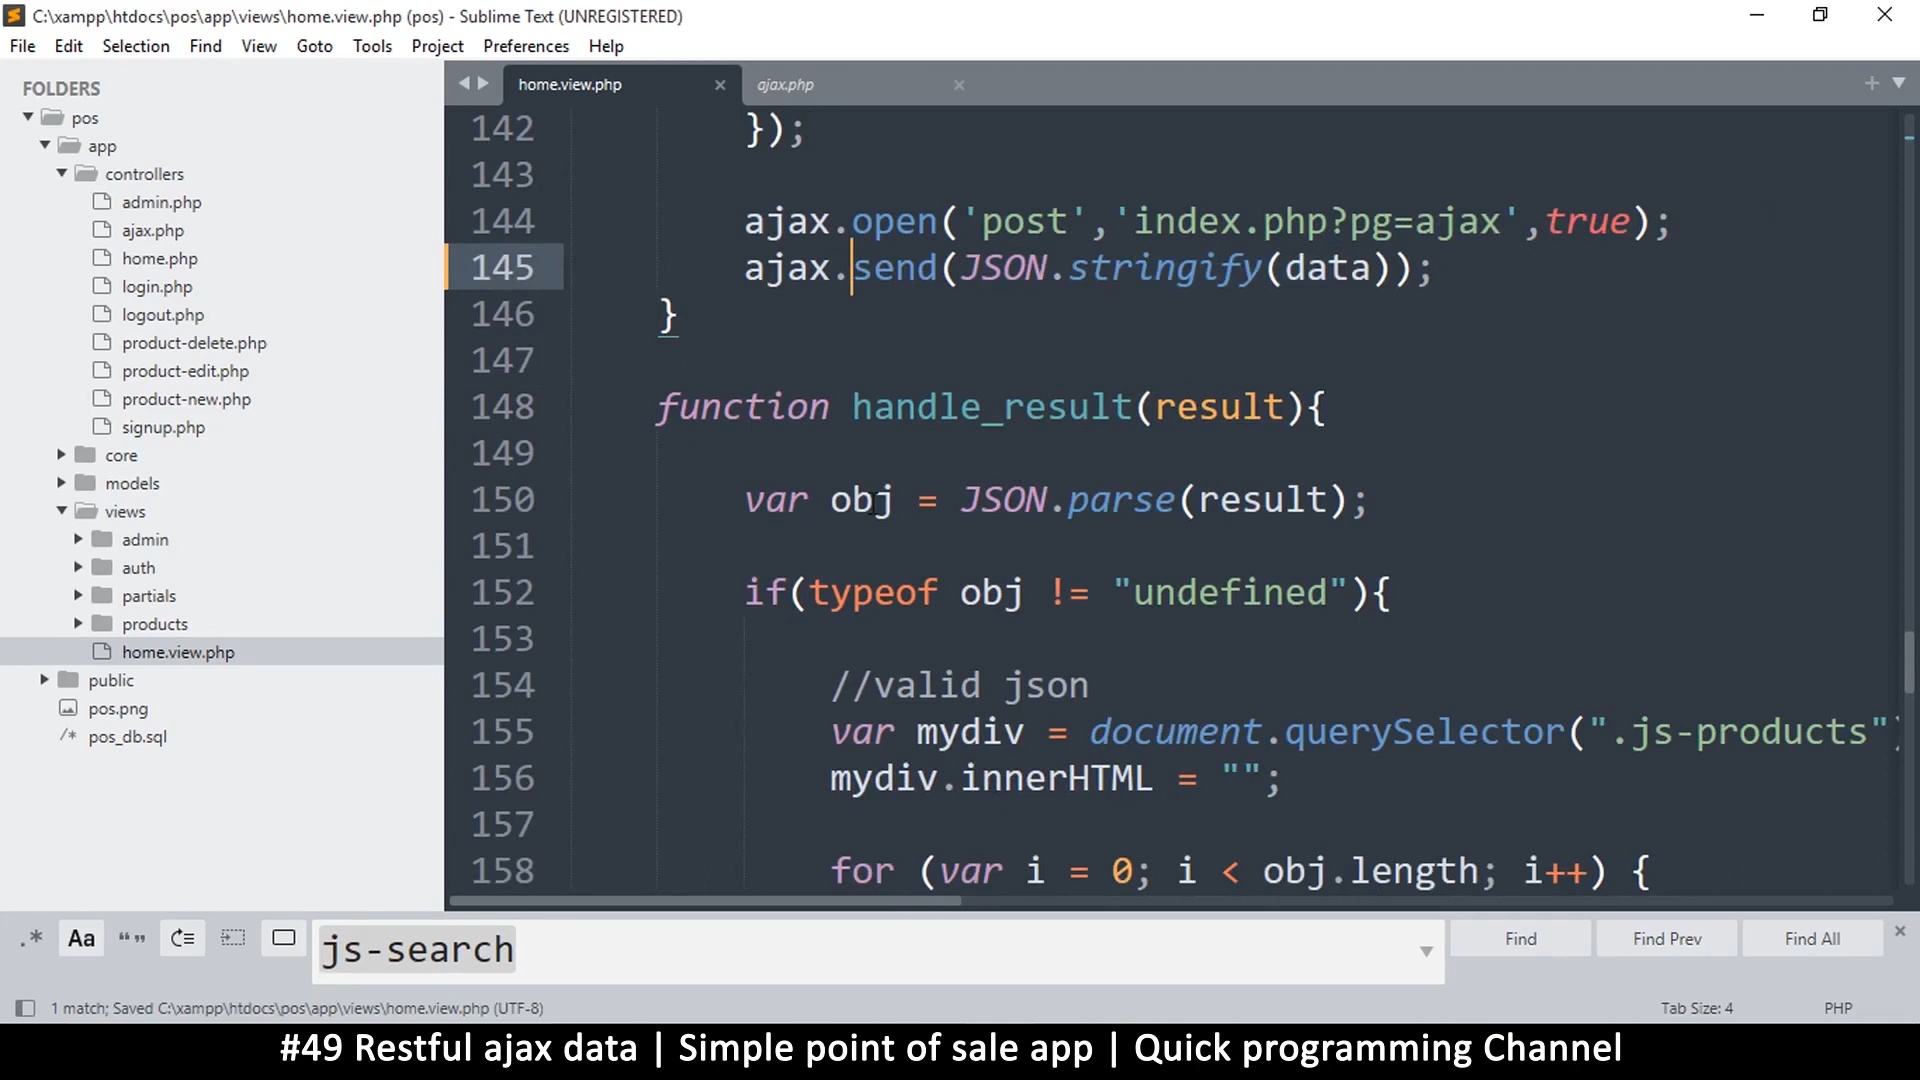 C:\xampp\htdocs\pos\app\views\home.view.php (pos) - Sublime Text (UNREGISTERED)
File Edit Selection Find View Goto Tools Project Preferences Help
FOLDERS
pos
app
controllers
admin.php
ajax.php
home.php
login.php
logout.php
product-delete.php
product-edit.php
product-new.php
signup.php
core
models
views
admin
auth
partials
products
home.view.php
public
pos.png
pos_db.sql
home.view.php ajax.php
142 });
143
144 ajax.open('post','index.php?pg=ajax',true);
145 ajax.send(JSON.stringify(data));
146 }
147
148 function handle_result(result){
149
150 var obj = JSON.parse(result);
151
152 if(typeof obj != "undefined"){
153
154 //valid json
155 var mydiv = document.querySelector(".js-products")
156 mydiv.innerHTML = "";
157
158 for (var i = 0; i < obj.length; i++) {
.* Aa “” js-search Find Find Prev Find All
1 match; Saved C:\xampp\htdocs\pos\app\views\home.view.php (UTF-8) Tab Size: 4 PHP
#49 Restful ajax data | Simple point of sale app | Quick programming Channel